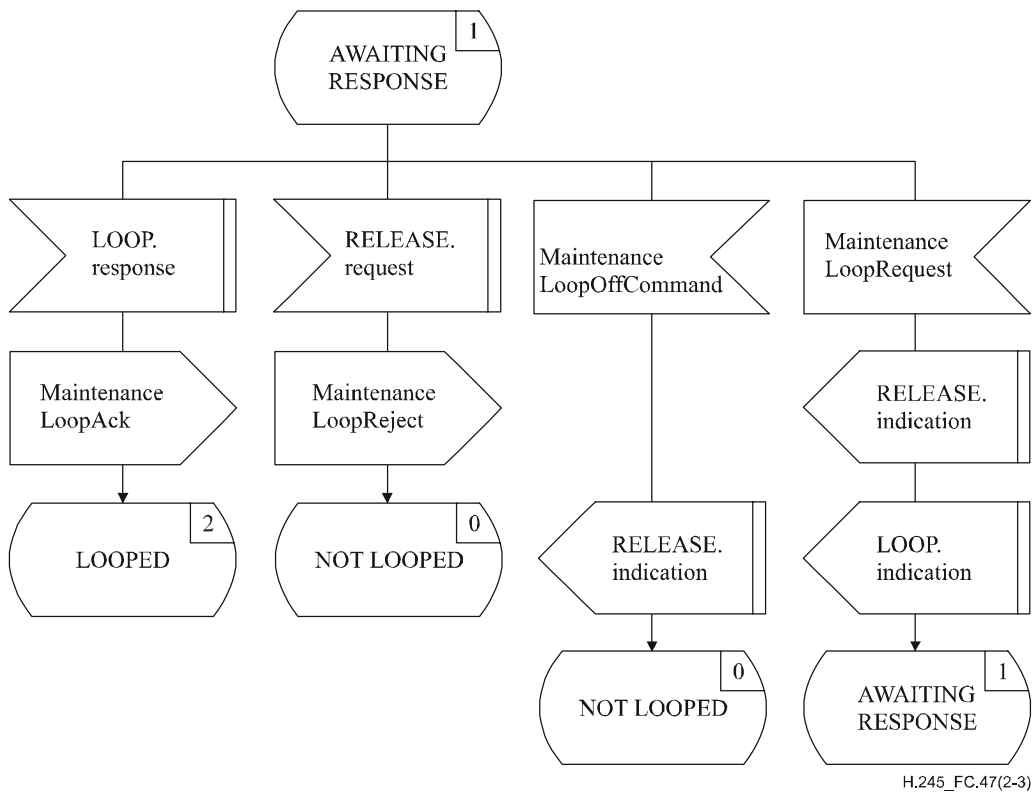 1
AWAITING
RESPONSE
LOOP.
response
RELEASE.
request
Maintenance
LoopOffCommand
Maintenance
LoopRequest
Maintenance
LoopAck
Maintenance
LoopReject
RELEASE.
indication
2
LOOPED
0
NOT LOOPED
RELEASE.
indication
LOOP.
indication
0
NOT LOOPED
1
AWAITING
RESPONSE
H.245_FC.47(2-3)